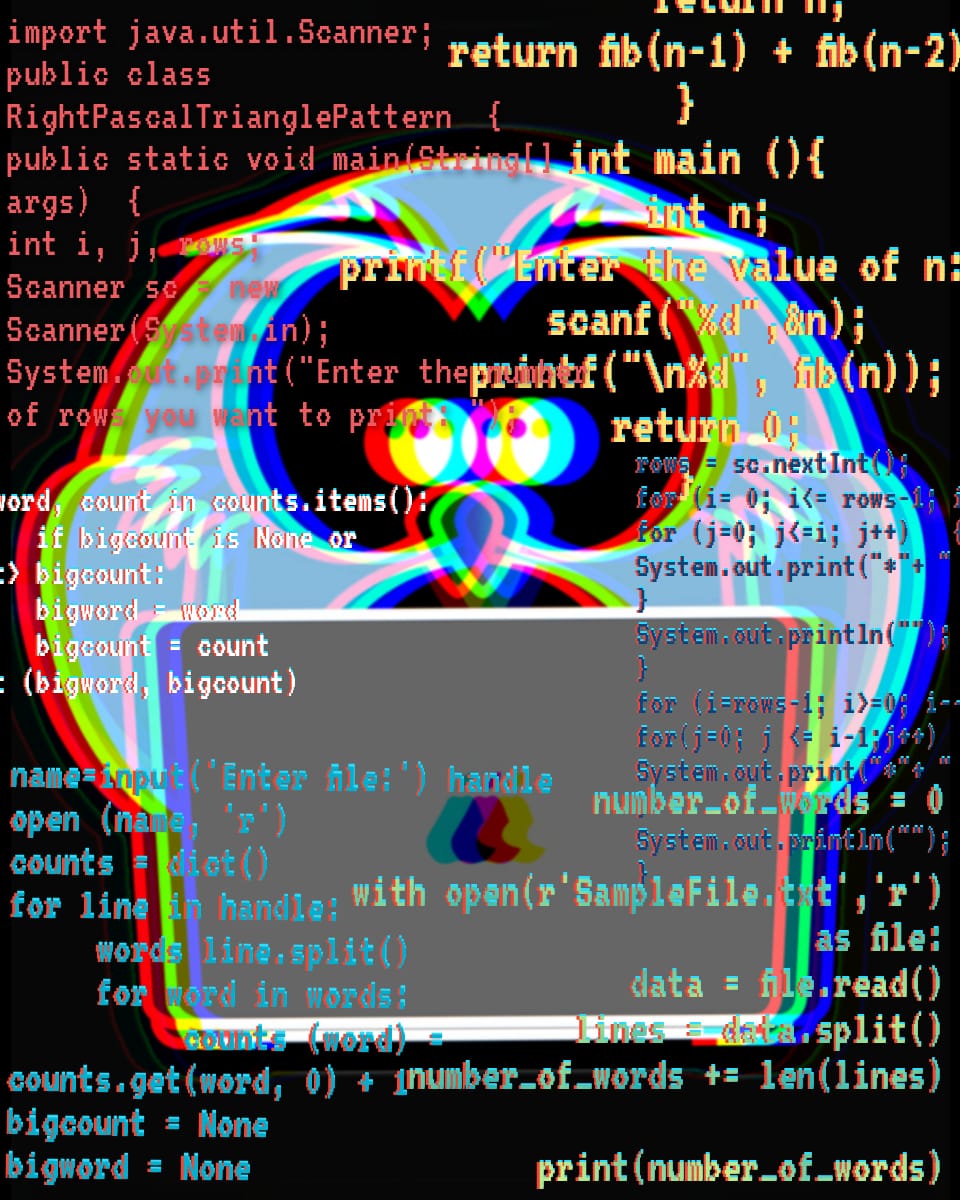 import java.util.Scanner;
public class
RightPascalTrianglePattern {
public static void main(String[]
args) {
int i, j, rows;
Scanner sc = new
Scanner(System.in);
System.out.print("Enter the number
of rows you want to print: ");
return n;
return fib(n-1) + fib(n-2)
}
int main (){
int n;
printf("Enter the value of n:
scanf("%d",&n);
printf("\n%d", fib(n));
return 0;
}
rows = sc.nextInt();
for (i= 0; i<= rows-1; i
for (j=0; j<=i; j++) {
System.out.print("*"+ "
}
System.out.println("");
}
for (i=rows-1; i>=0; i--
for(j=0; j <= i-1;j++)
System.out.print("*"+ "
}
System.out.println("");
}
word, count in counts.items():
if bigcount is None or
t> bigcount:
bigword = word
bigcount = count
: (bigword, bigcount)
name=input('Enter file:') handle
open (name, 'r')
counts = dict()
for line in handle:
words line.split()
for word in words:
counts (word) =
counts.get(word, 0) + 1
bigcount = None
bigword = None
number_of_words = 0
with open(r'SampleFile.txt','r')
as file:
data = file.read()
lines = data.split()
number_of_words += len(lines)
print(number_of_words)